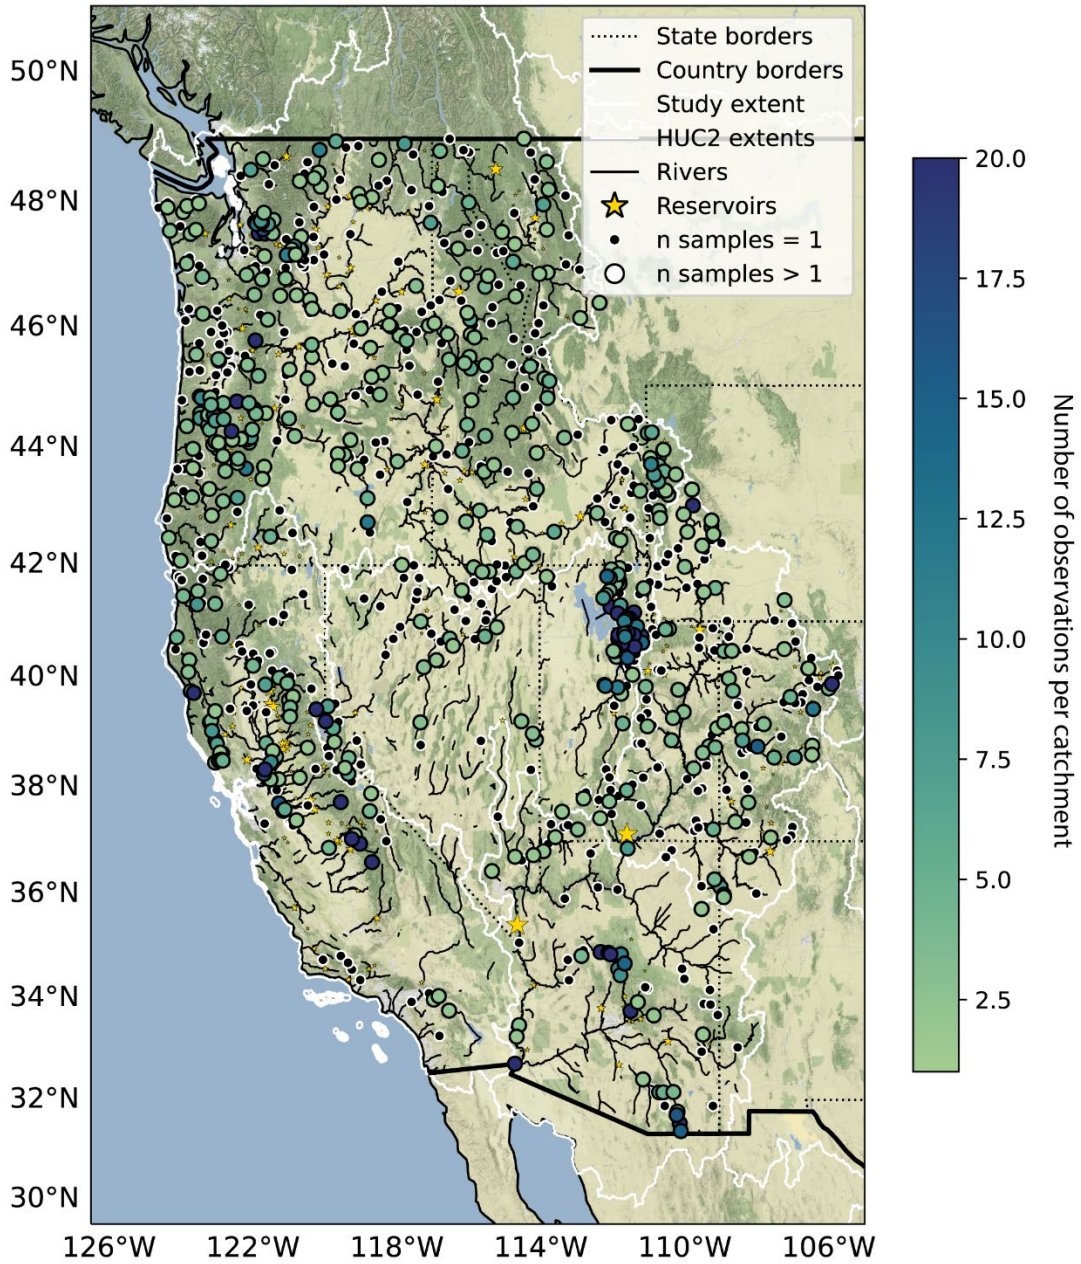 State borders
Country borders
Study extent
HUC2 extents
Rivers
Reservoirs
n samples = 1
n samples > 1
50°N
48°N
46°N
44°N
42°N
40°N
38°N
36°N
34°N
32°N
30°N
126°W 122°W 118°W 114°W 110°W 106°W
20.0
17.5
15.0
12.5
10.0
7.5
5.0
2.5
Number of observations per catchment